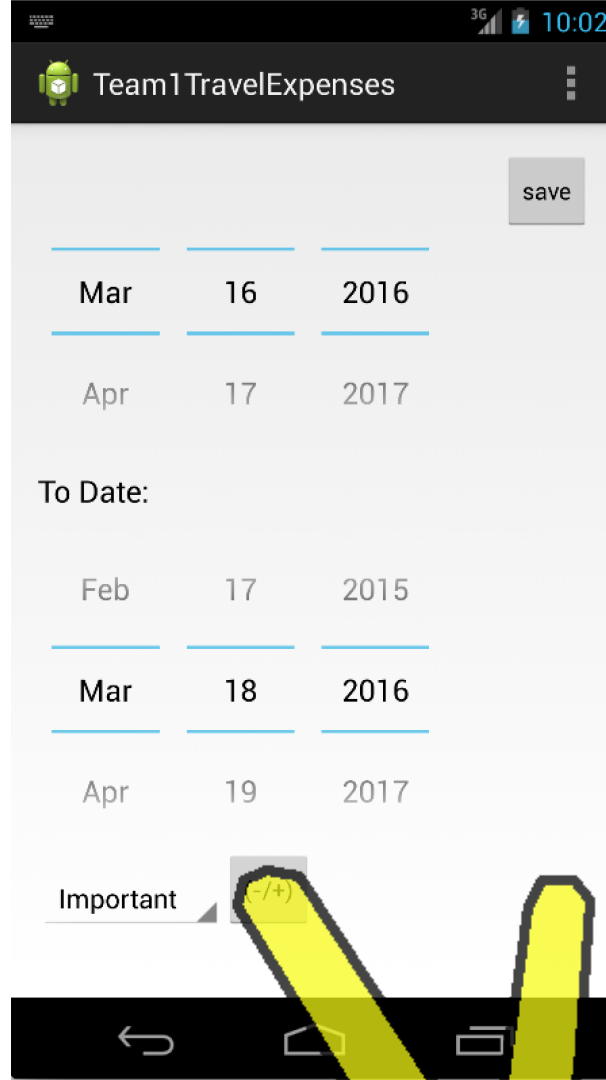 3G 10:02
Team1TravelExpenses
save
Mar 16 2016
Apr 17 2017
To Date:
Feb 17 2015
Mar 18 2016
Apr 19 2017
Important (-/+)